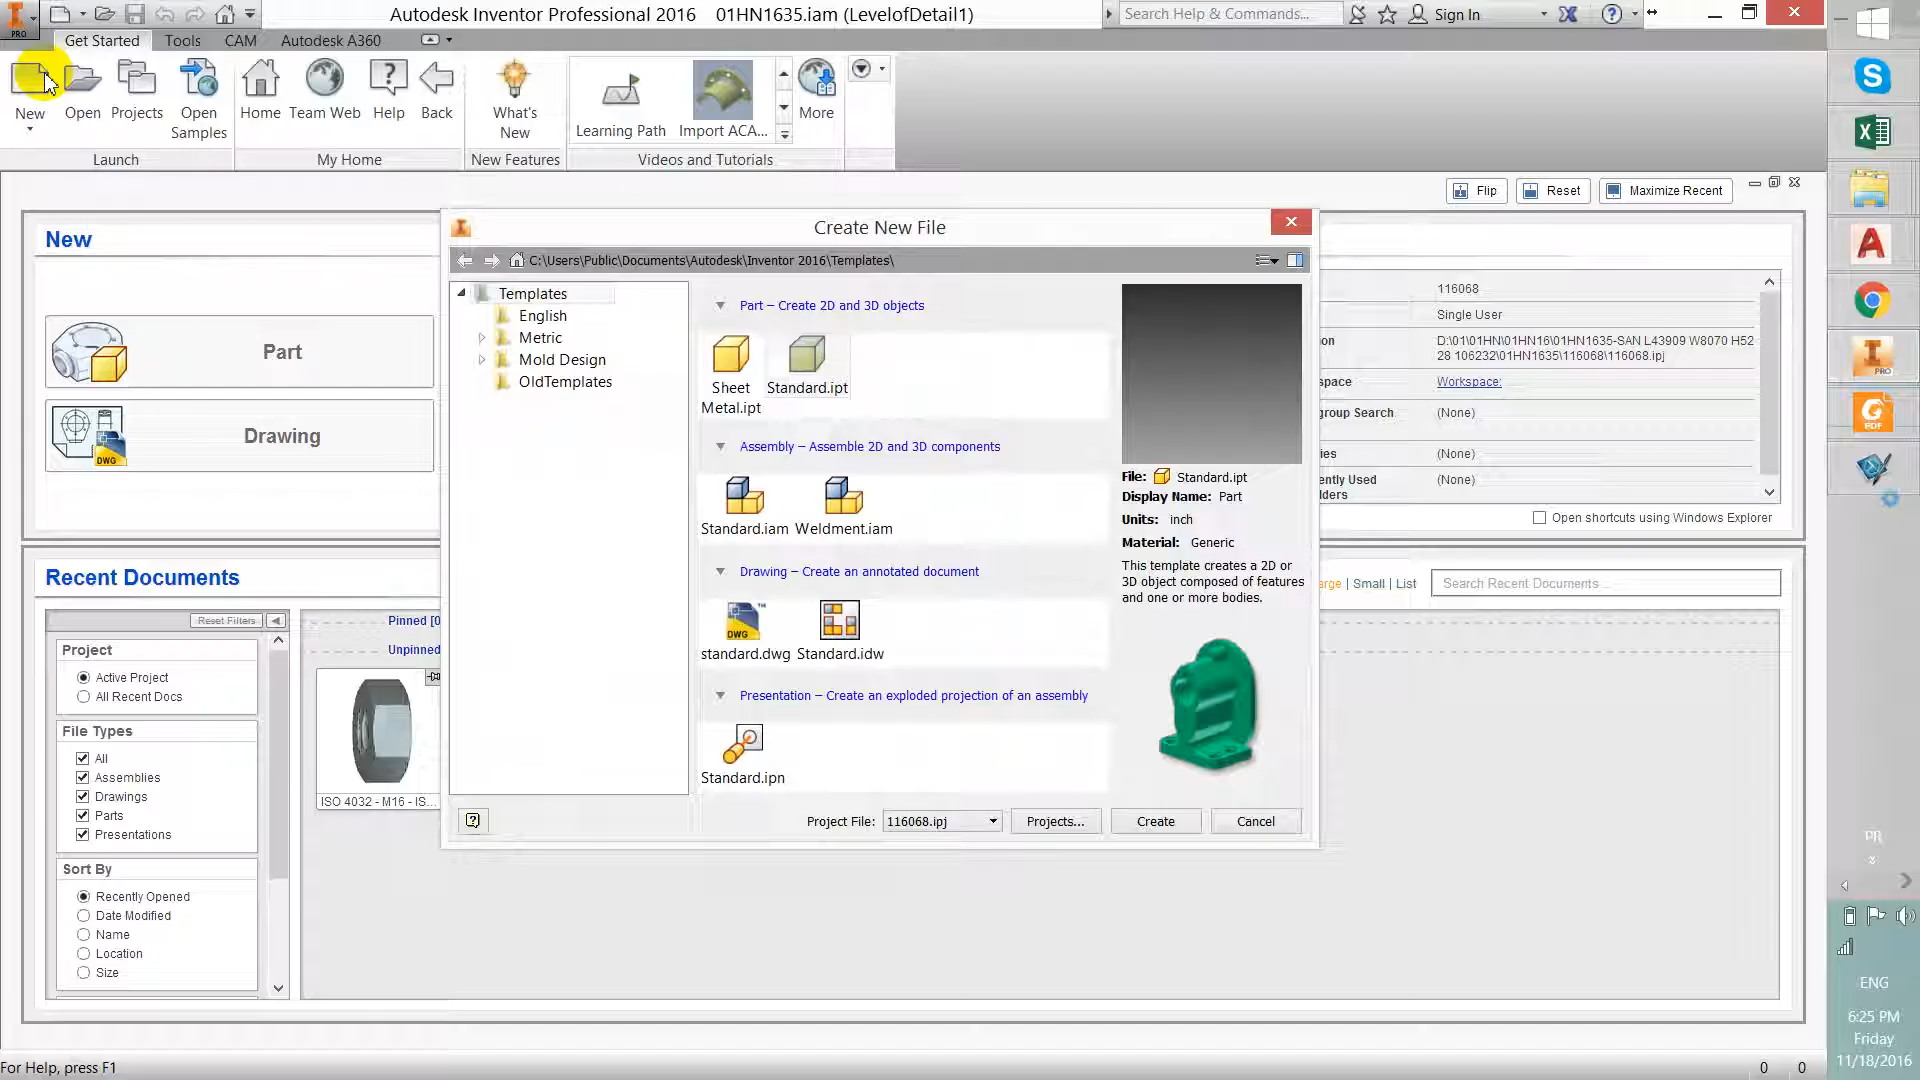 Autodesk Inventor Professional 2016   01HN1635.iam (LevelofDetail1)
Search Help & Commands...
Sign In
PRO
Get Started
Tools
CAM
Autodesk A360
New
Open
Projects
Open Samples
Home
Team Web
Help
Back
What's New
Learning Path
Import ACA...
More
Launch
My Home
New Features
Videos and Tutorials
Flip
Reset
Maximize Recent
New
Part
Drawing
DWG
Create New File
C:\Users\Public\Documents\Autodesk\Inventor 2016\Templates\
Templates
English
Metric
Mold Design
OldTemplates
Part – Create 2D and 3D objects
Sheet Metal.ipt
Standard.ipt
Assembly – Assemble 2D and 3D components
Standard.iam
Weldment.iam
Drawing – Create an annotated document
DWG
standard.dwg
Standard.idw
Presentation – Create an exploded projection of an assembly
Standard.ipn
File: Standard.ipt
Display Name: Part
Units: inch
Material: Generic
This template creates a 2D or
3D object composed of features
and one or more bodies.
Project File:
116068.ipj
Projects...
Create
Cancel
116068
Single User
ion
D:\01\01HN\01HN16\01HN1635-SAN L43909 W8070 H52
28 106232\01HN1635\116068\116068.ipj
space
Workspace:
group Search
(None)
ies
(None)
ently Used
lders
(None)
Open shortcuts using Windows Explorer
Recent Documents
arge | Small | List
Search Recent Documents ...
Reset Filters
Project
Active Project
All Recent Docs
File Types
All
Assemblies
Drawings
Parts
Presentations
Sort By
Recently Opened
Date Modified
Name
Location
Size
Pinned [0
Unpinned
ISO 4032 - M16 - IS...
For Help, press F1
0
0
PRO
PDF
PR
ENG
6:25 PM
Friday
11/18/2016